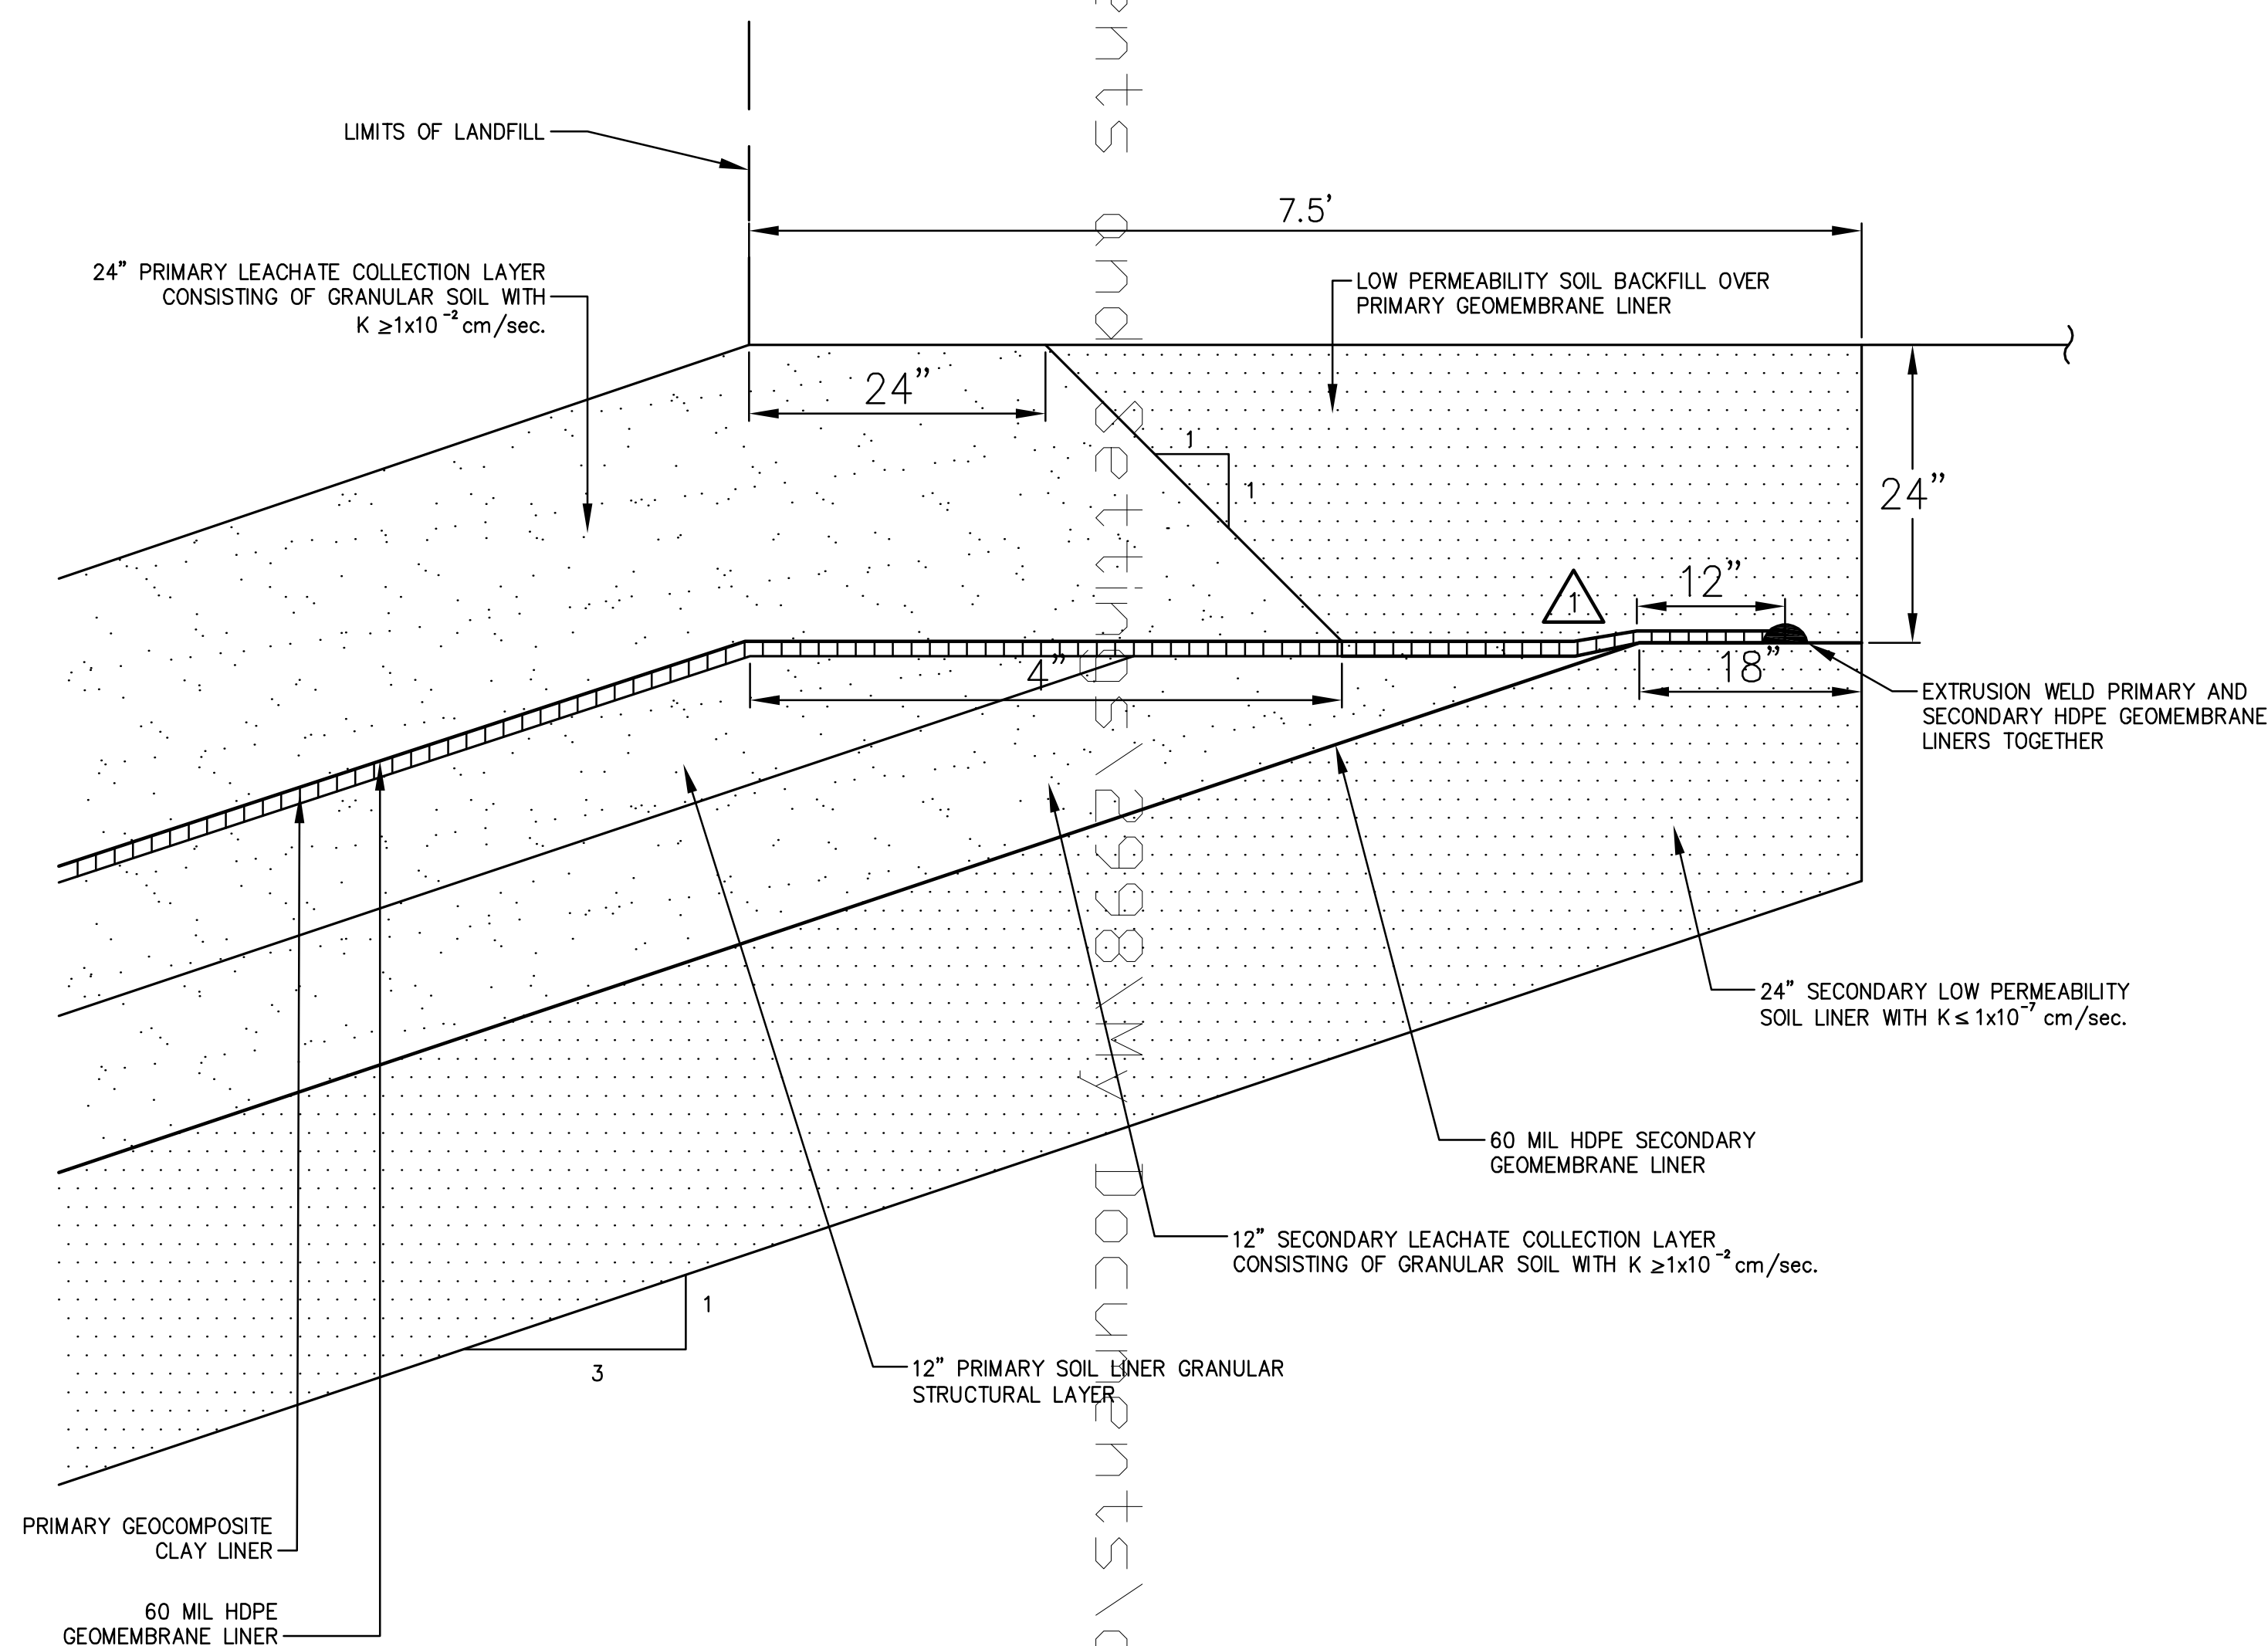 LIMITS OF LANDFILL
7.5'
24” PRIMARY LEACHATE COLLECTION LAYER
CONSISTING OF GRANULAR SOIL WITH
K ≥1x10⁻² cm/sec.
LOW PERMEABILITY SOIL BACKFILL OVER
PRIMARY GEOMEMBRANE LINER
24”
1
1
24”
12”
1
4”
18”
EXTRUSION WELD PRIMARY AND
SECONDARY HDPE GEOMEMBRANE
LINERS TOGETHER
24” SECONDARY LOW PERMEABILITY
SOIL LINER WITH K≤ 1x10⁻⁷ cm/sec.
60 MIL HDPE SECONDARY
GEOMEMBRANE LINER
12” SECONDARY LEACHATE COLLECTION LAYER
CONSISTING OF GRANULAR SOIL WITH K ≥1x10⁻² cm/sec.
1
3
12” PRIMARY SOIL LINER GRANULAR
STRUCTURAL LAYER
PRIMARY GEOCOMPOSITE
CLAY LINER
60 MIL HDPE
GEOMEMBRANE LINER